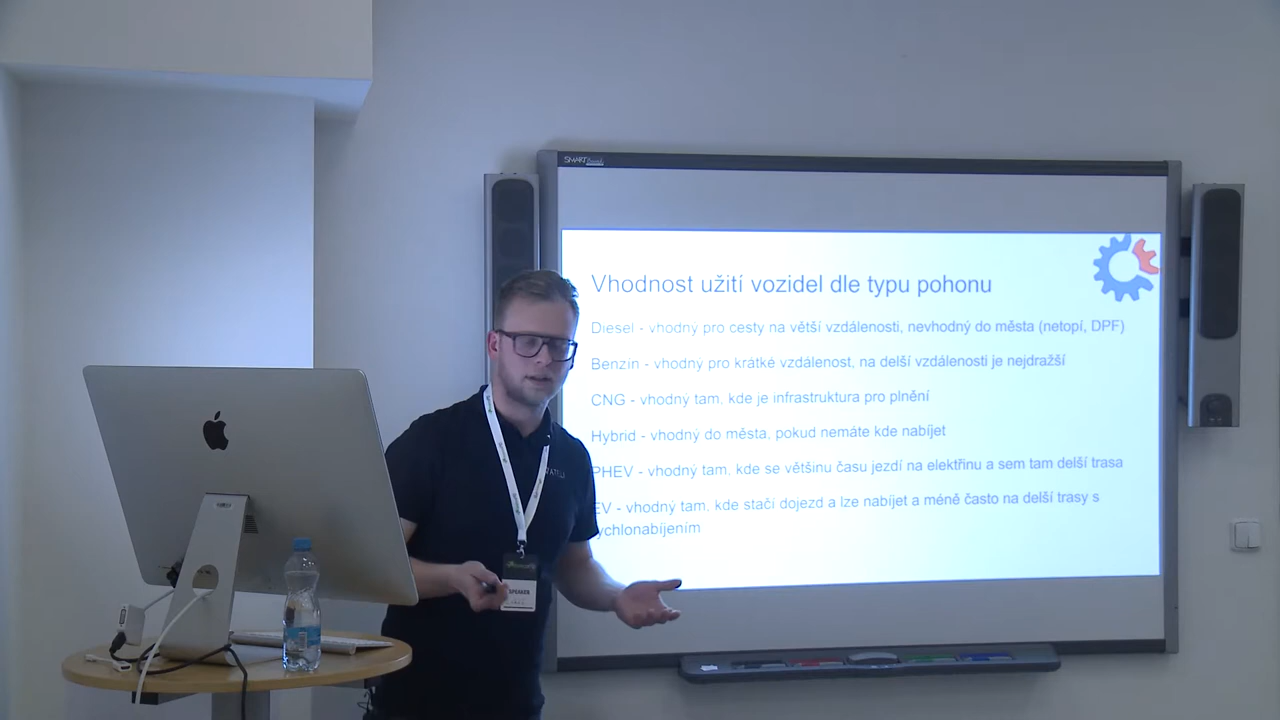 SMART Board
Vhodnost užití vozidel dle typu pohonu
Diesel - vhodný pro cesty na větší vzdálenosti, nevhodný do města (netopí, DPF)
Benzín - vhodný pro krátké vzdálenost, na delší vzdálenosti je nejdražší
CNG - vhodný tam, kde je infrastruktura pro plnění
Hybrid - vhodný do města, pokud nemáte kde nabíjet
PHEV - vhodný tam, kde se většinu času jezdí na elektřinu a sem tam delší trasa
EV - vhodný tam, kde stačí dojezd a lze nabíjet a méně často na delší trasy s
ychlonabíjením
SPEAKER